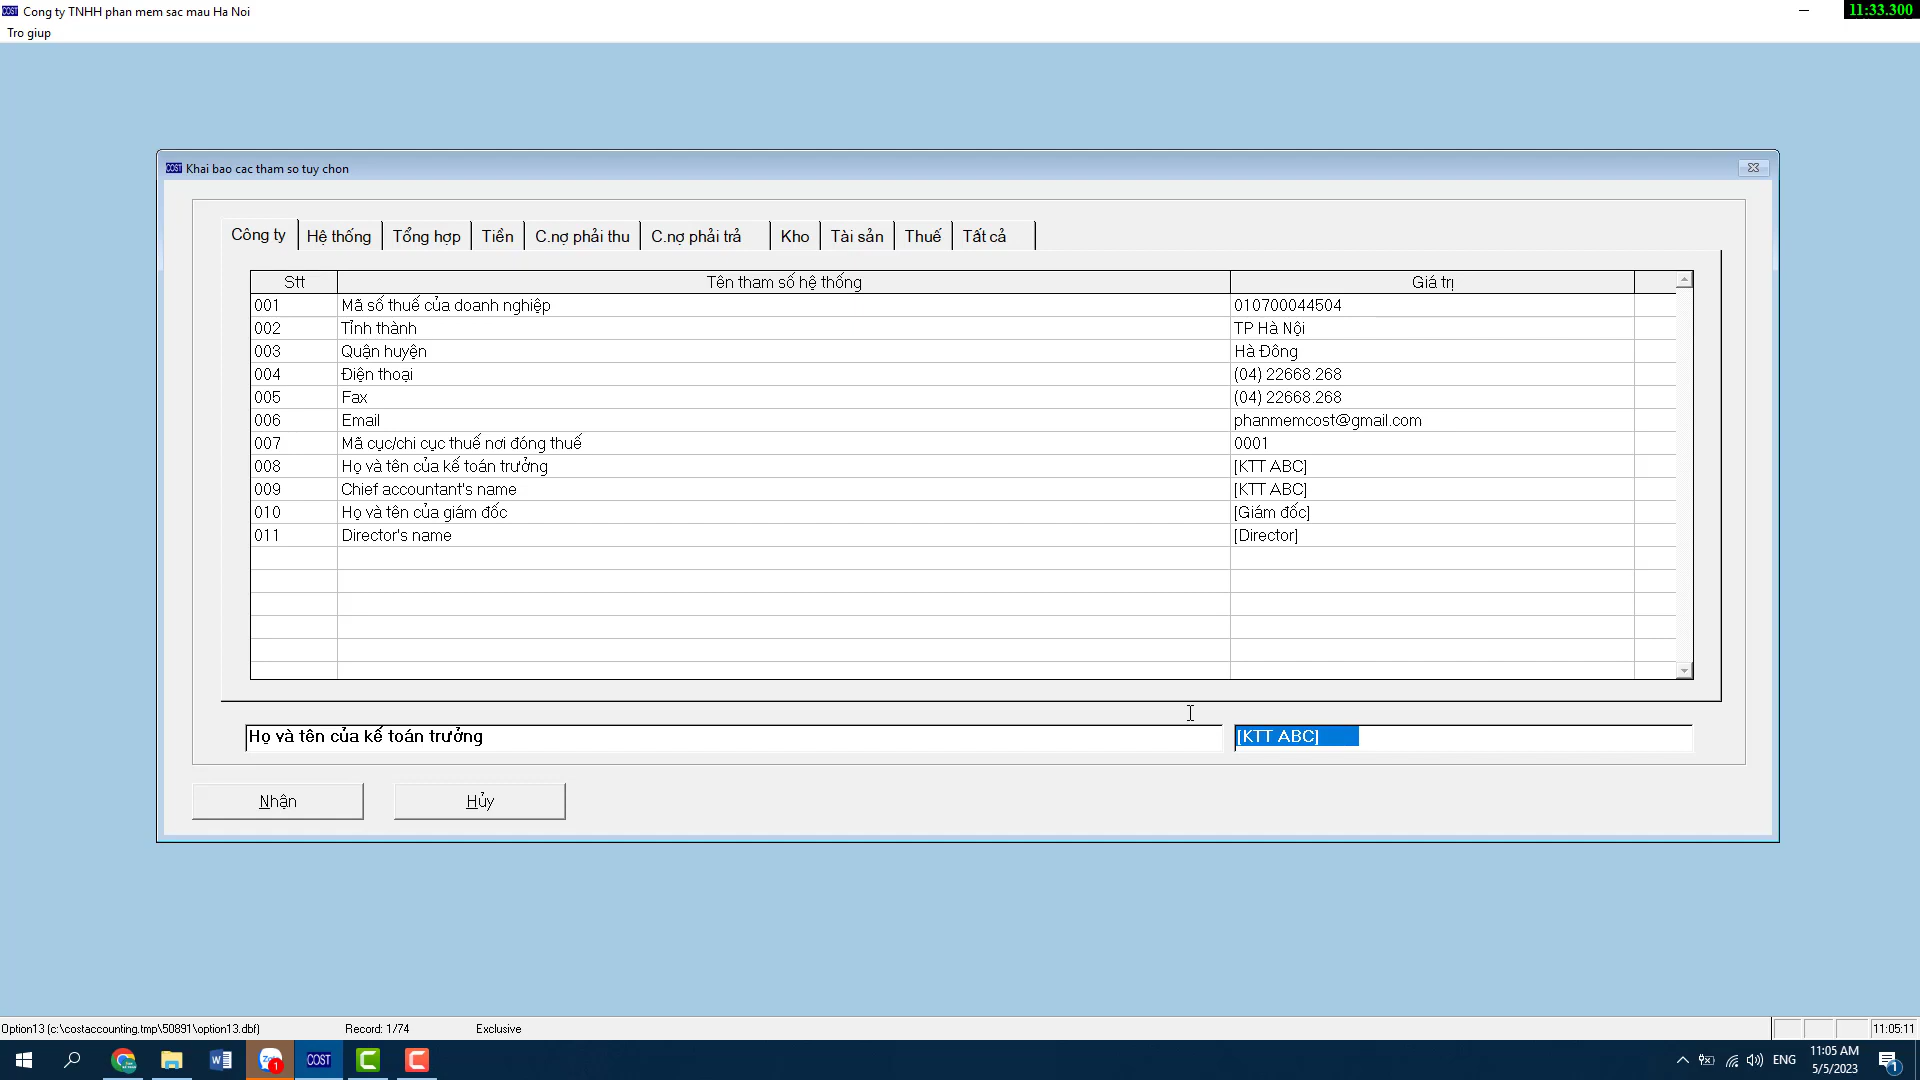 COST Công ty TNHH phan mem sac mau Ha Noi
11:33.300
Tro giup
COST Khai bao cac tham so tuy chon
Công ty Hệ thống Tổng hợp Tiền C.nợ phải thu C.nợ phải trả Kho Tài sản Thuế Tất cả
Stt Tên tham số hệ thống Giá trị
001 Mã số thuế của doanh nghiệp 010700044504
002 Tỉnh thành TP Hà Nội
003 Quận huyện Hà Đông
004 Điện thoại (04) 22668.268
005 Fax (04) 22668.268
006 Email phanmemcost@gmail.com
007 Mã cục/chi cục thuế nơi đóng thuế 0001
008 Họ và tên của kế toán trưởng [KTT ABC]
009 Chief accountant's name [KTT ABC]
010 Họ và tên của giám đốc [Giám đốc]
011 Director's name [Director]
Họ và tên của kế toán trưởng [KTT ABC]
Nhận Hủy
Option13 (c:\costaccounting.tmp\50891\option13.dbf) Record: 1/74 Exclusive 11:05:11
COST ENG 11:05 AM
5/5/2023